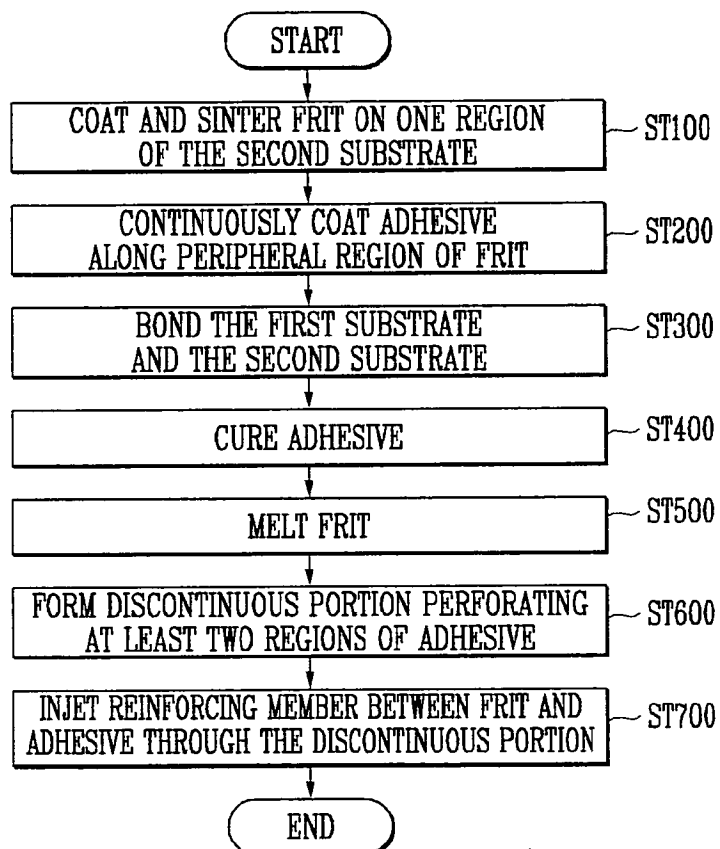 START
COAT AND SINTER FRIT ON ONE REGION
OF THE SECOND SUBSTRATE
ST100
CONTINUOUSLY COAT ADHESIVE
ALONG PERIPHERAL REGION OF FRIT
ST200
BOND THE FIRST SUBSTRATE
AND THE SECOND SUBSTRATE
ST300
CURE ADHESIVE
ST400
MELT FRIT
ST500
FORM DISCONTINUOUS PORTION PERFORATING
AT LEAST TWO REGIONS OF ADHESIVE
ST600
INJET REINFORCING MEMBER BETWEEN FRIT AND
ADHESIVE THROUGH THE DISCONTINUOUS PORTION
ST700
END